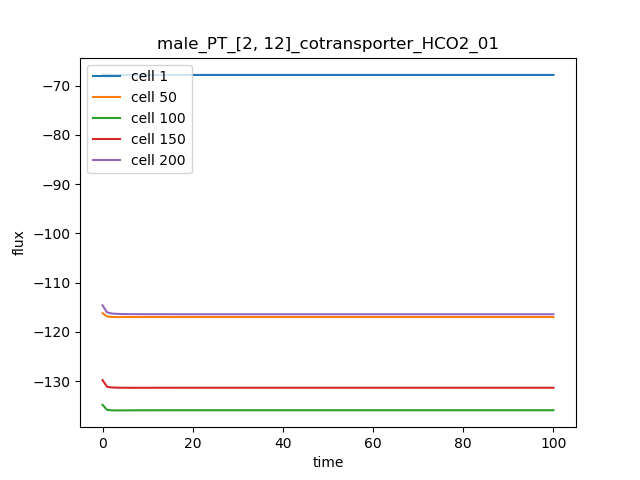 male_PT_[2, 12]_cotransporter_HCO2_01
cell 1
cell 50
cell 100
cell 150
cell 200
−70
−80
−90
−100
−110
−120
−130
flux
0
20
40
60
80
100
time